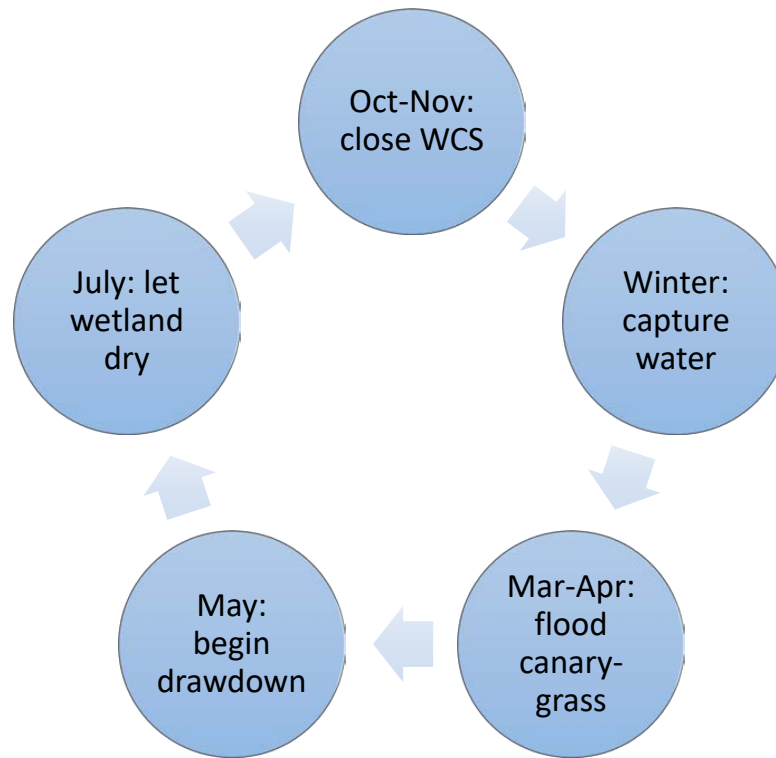 Oct-Nov:
close WCS
Winter:
capture
water
Mar-Apr:
flood
canary-
grass
May:
begin
drawdown
July: let
wetland
dry